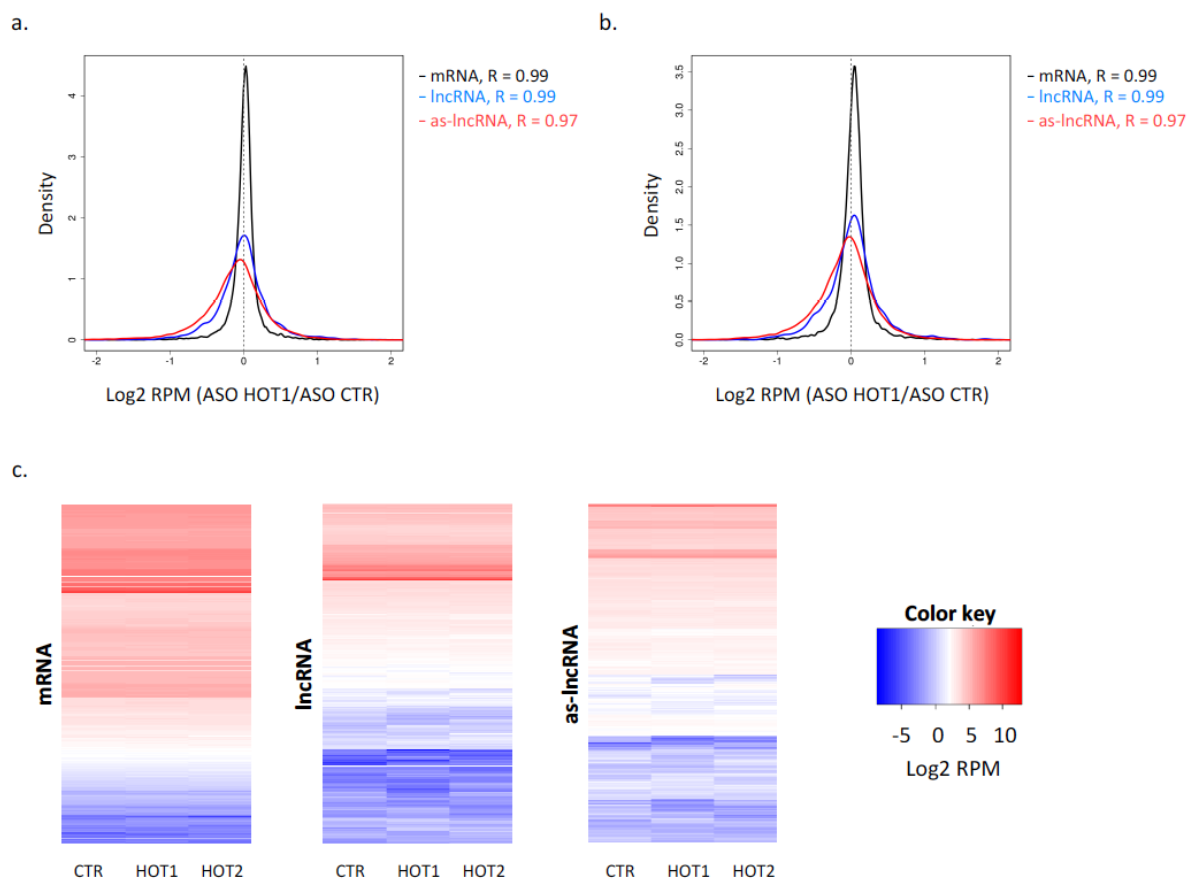 a.
Density
4
3
2
1
0
-2 -1 0 1 2
Log2 RPM (ASO HOT1/ASO CTR)
– mRNA, R = 0.99
– lncRNA, R = 0.99
– as-lncRNA, R = 0.97
b.
Density
3.5
3.0
2.5
2.0
1.5
1.0
0.5
0.0
-2 -1 0 1 2
Log2 RPM (ASO HOT1/ASO CTR)
– mRNA, R = 0.99
– lncRNA, R = 0.99
– as-lncRNA, R = 0.97
c.
mRNA
CTR HOT1 HOT2
lncRNA
CTR HOT1 HOT2
as-lncRNA
CTR HOT1 HOT2
Color key
-5 0 5 10
Log2 RPM